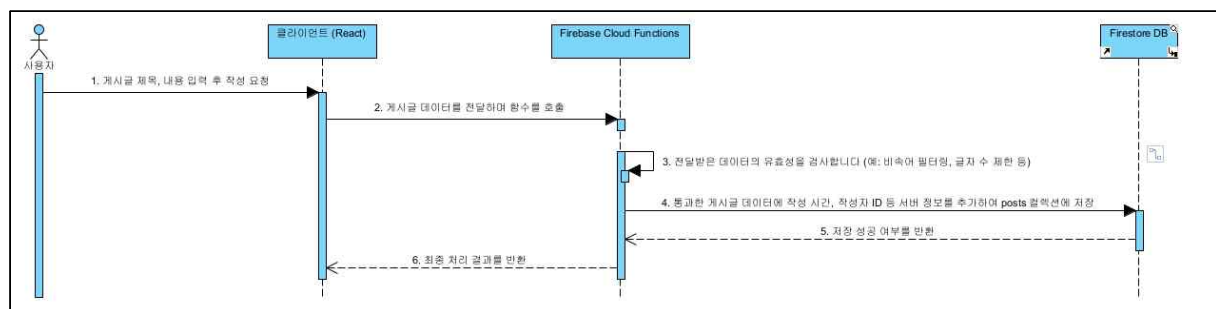 클라이언트 (React)
Firebase Cloud Functions
Firestore DB
사용자
1. 게시글 제목, 내용 입력 후 작성 요청
2. 게시글 데이터를 전달하며 함수를 호출
3. 전달받은 데이터의 유효성을 검사합니다 (예: 비속어 필터링, 글자 수 제한 등)
4. 통과한 게시글 데이터에 작성 시간, 작성자 ID 등 서버 정보를 추가하여 posts 컬렉션에 저장
5. 저장 성공 여부를 반환
6. 최종 처리 결과를 반환